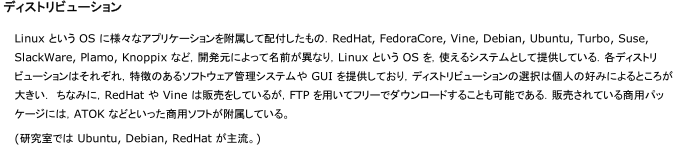 ディストリビューション
Linux という OS に様々なアプリケーションを附属して配付したもの．RedHat, FedoraCore, Vine, Debian, Ubuntu, Turbo, Suse,
SlackWare, Plamo, Knoppix など，開発元によって名前が異なり，Linux という OS を，使えるシステムとして提供している．各ディストリ
ビューションはそれぞれ，特徴のあるソフトウェア管理システムや GUI を提供しており，ディストリビューションの選択は個人の好みによるところが
大きい． ちなみに，RedHat や Vine は販売をしているが，FTP を用いてフリーでダウンロードすることも可能である．販売されている商用パッ
ケージには，ATOK などといった商用ソフトが附属している。
(研究室では Ubuntu, Debian, RedHat が主流。)